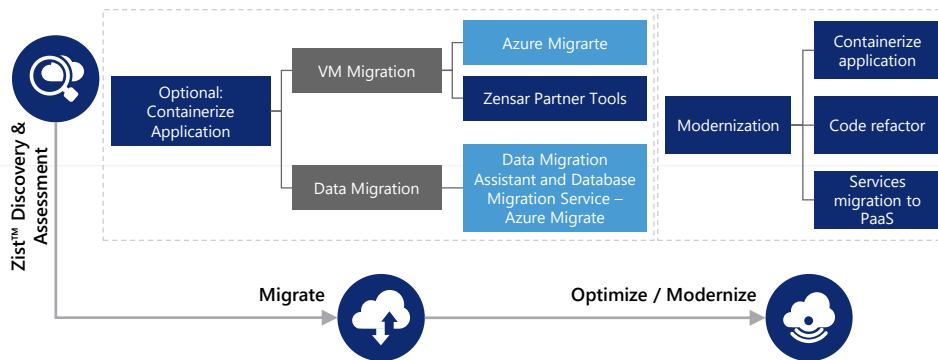 Zist™ Discovery &
Assessment
Optional:
Containerize
Application
VM Migration
Azure Migrarte
Zensar Partner Tools
Data Migration
Data Migration
Assistant and Database
Migration Service –
Azure Migrate
Modernization
Containerize
application
Code refactor
Services
migration to
PaaS
Migrate
Optimize / Modernize